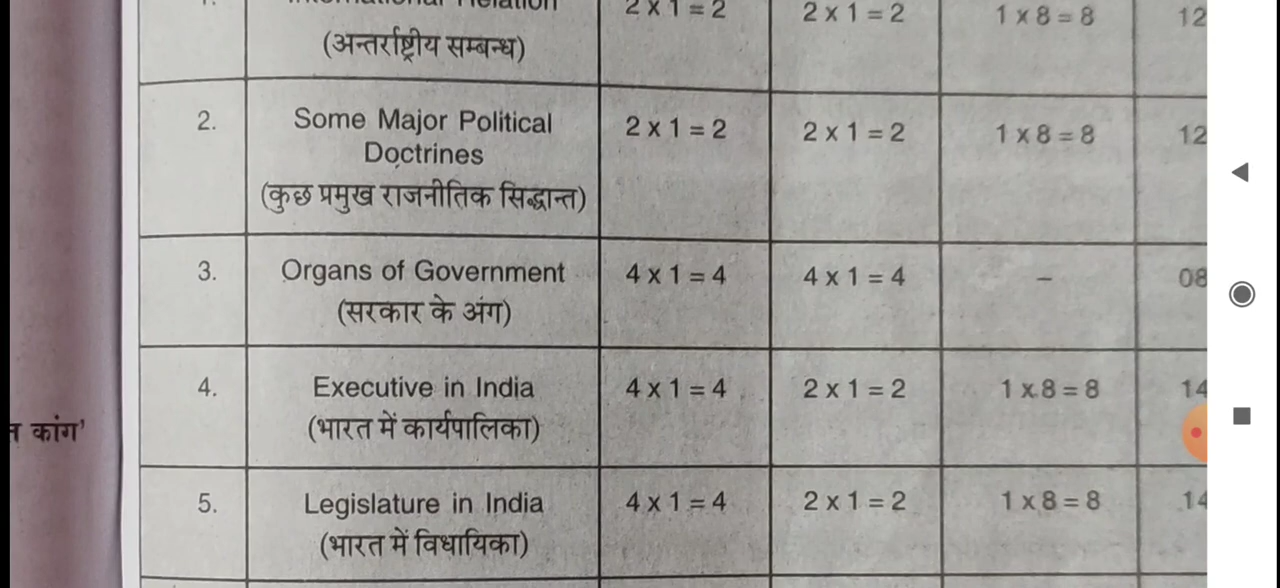 1.
International Relation
2 x 1 = 2
2 x 1 = 2
1 x 8 = 8
12
(अन्तर्राष्ट्रीय सम्बन्ध)
2.
Some Major Political
2 x 1 = 2
2 x 1 = 2
1 x 8 = 8
12
Doctrines
(कुछ प्रमुख राजनीतिक सिद्धान्त)
3.
Organs of Government
4 x 1 = 4
4 x 1 = 4
–
08
(सरकार के अंग)
4.
Executive in India
4 x 1 = 4
2 x 1 = 2
1 x 8 = 8
14
(भारत में कार्यपालिका)
कांग'
5.
Legislature in India
4 x 1 = 4
2 x 1 = 2
1 x 8 = 8
14
(भारत में विधायिका)